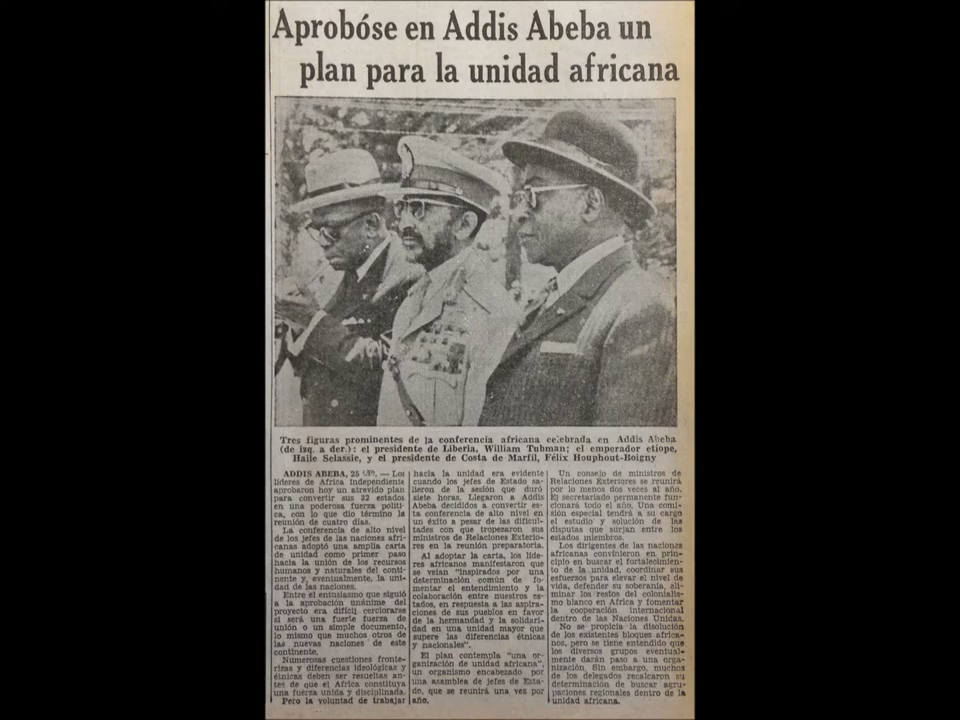 Aprobóse en Addis Abeba un
plan para la unidad africana
Tres figuras prominentes de la conferencia africana celebrada en Addis Abeba
(de izq. a der.): el presidente de Liberia, William Tubman; el emperador etíope,
Haile Selassie, y el presidente de Costa de Marfil, Félix Houphout-Boigny
ADDIS ABEBA, 25 — Los
líderes de Africa independiente
aprobaron hoy un atrevido plan
para convertir sus 32 estados
en una poderosa fuerza políti-
ca, con lo que dio término la
reunión de cuatro días.
La conferencia de alto nivel
de los jefes de las naciones afri-
canas adoptó una amplia carta
de unidad como primer paso
hacia la unión de los recursos
humanos y naturales del conti-
nente y, eventualmente, la uni-
dad de las naciones.
Entre el entusiasmo que siguió
a la aprobación unánime del
proyecto era difícil cerciorarse
si será una fuerte fuerza de
unión o un simple documento,
lo mismo que muchos otros de
las nuevas naciones de este
continente.
Numerosas cuestiones fronte-
rizas y diferencias ideológicas y
étnicas deben ser resueltas an-
tes de que el Africa constituya
una fuerza unida y disciplinada.
Pero la voluntad de trabajar
hacia la unidad era evidente
cuando los jefes de Estado sa-
lieron de la sesión que duró
siete horas. Llegaron a Addis
Abeba decididos a convertir es-
ta conferencia de alto nivel en
un éxito a pesar de las dificul-
tades con que tropezaron sus
ministros de Relaciones Exterio-
res en la reunión preparatoria.
Al adoptar la carta, los líde-
res africanos manifestaron que
se veían "inspirados por una
determinación común de fo-
mentar el entendimiento y la
colaboración entre nuestros es-
tados, en respuesta a las aspira-
ciones de sus pueblos en favor
de la hermandad y la solidari-
dad en una unidad mayor que
supere las diferencias étnicas
y nacionales".
El plan contempla "una or-
ganización de unidad africana",
un organismo encabezado por
una asamblea de jefes de Esta-
do, que se reunirá una vez por
año.
Un consejo de ministros de
Relaciones Exteriores se reunirá
por lo menos dos veces al año.
El secretariado permanente fun-
cionará todo el año. Una comi-
sión especial tendrá a su cargo
el estudio y solución de las
disputas que surjan entre los
estados miembros.
Los dirigentes de las naciones
africanas convinieron en prin-
cipio en buscar el fortalecimien-
to de la unidad, coordinar sus
esfuerzos para elevar el nivel de
vida, defender su soberanía, eli-
minar los restos del colonialis-
mo blanco en Africa y fomentar
la cooperación internacional
dentro de las Naciones Unidas.
No se propicia la disolución
de los existentes bloques africa-
nos, pero se tiene entendido que
los diversos grupos eventual-
mente darán paso a una orga-
nización. Sin embargo, muchos
de los delegados recalcaron su
determinación de buscar agru-
paciones regionales dentro de la
unidad africana.